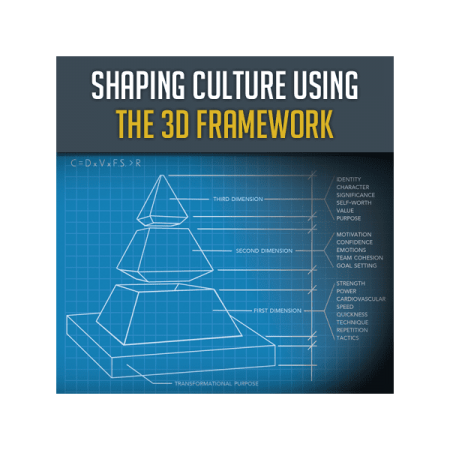 SHAPING CULTURE USING
THE 3D FRAMEWORK
C=DxVxFS.>R
THIRD DIMENSION
IDENTITY
CHARACTER
SIGNIFICANCE
SELF-WORTH
VALUE
PURPOSE
SECOND DIMENSION
MOTIVATION
CONFIDENCE
EMOTIONS
TEAM COHESION
GOAL SETTING
FIRST DIMENSION
STRENGTH
POWER
CARDIOVASCULAR
SPEED
QUICKNESS
TECHNIQUE
REPETITION
TACTICS
TRANSFORMATIONAL PURPOSE